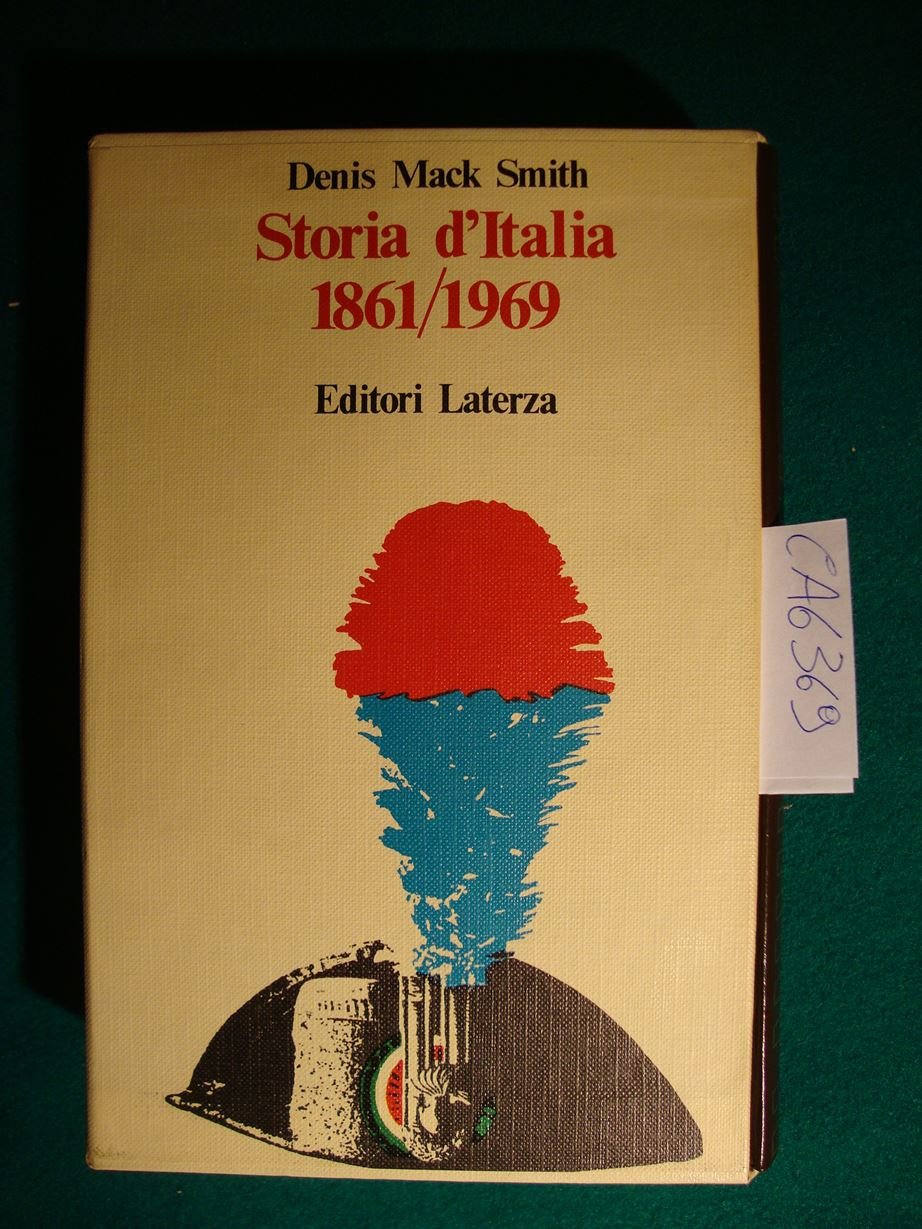 Denis Mack Smith
Storia d'Italia
1861/1969
Editori Laterza
CA6369